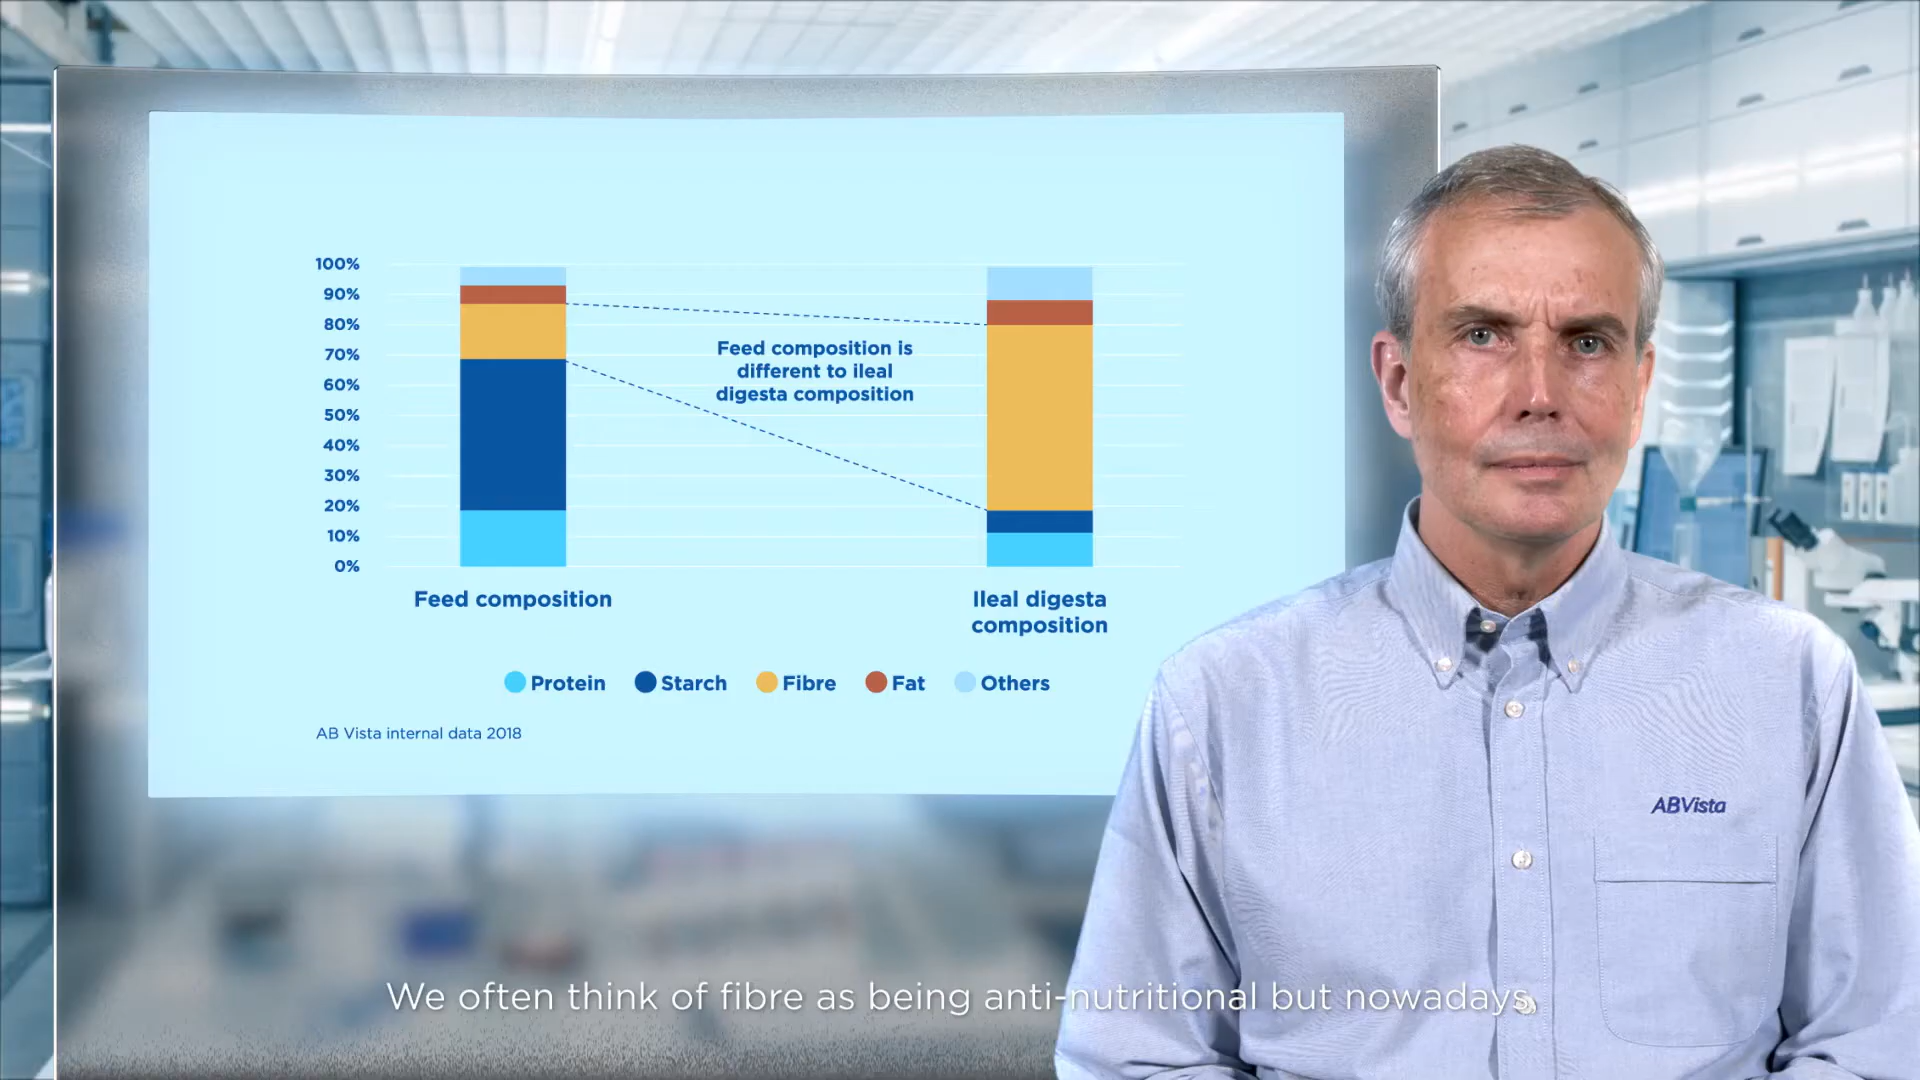 100%
90%
80%
70%
60%
50%
40%
30%
20%
10%
0%
Feed composition is
different to ileal
digesta composition
Feed composition
Ileal digesta
composition
Protein
Starch
Fibre
Fat
Others
AB Vista internal data 2018
ABVista
We often think of fibre as being anti-nutritional but nowadays,